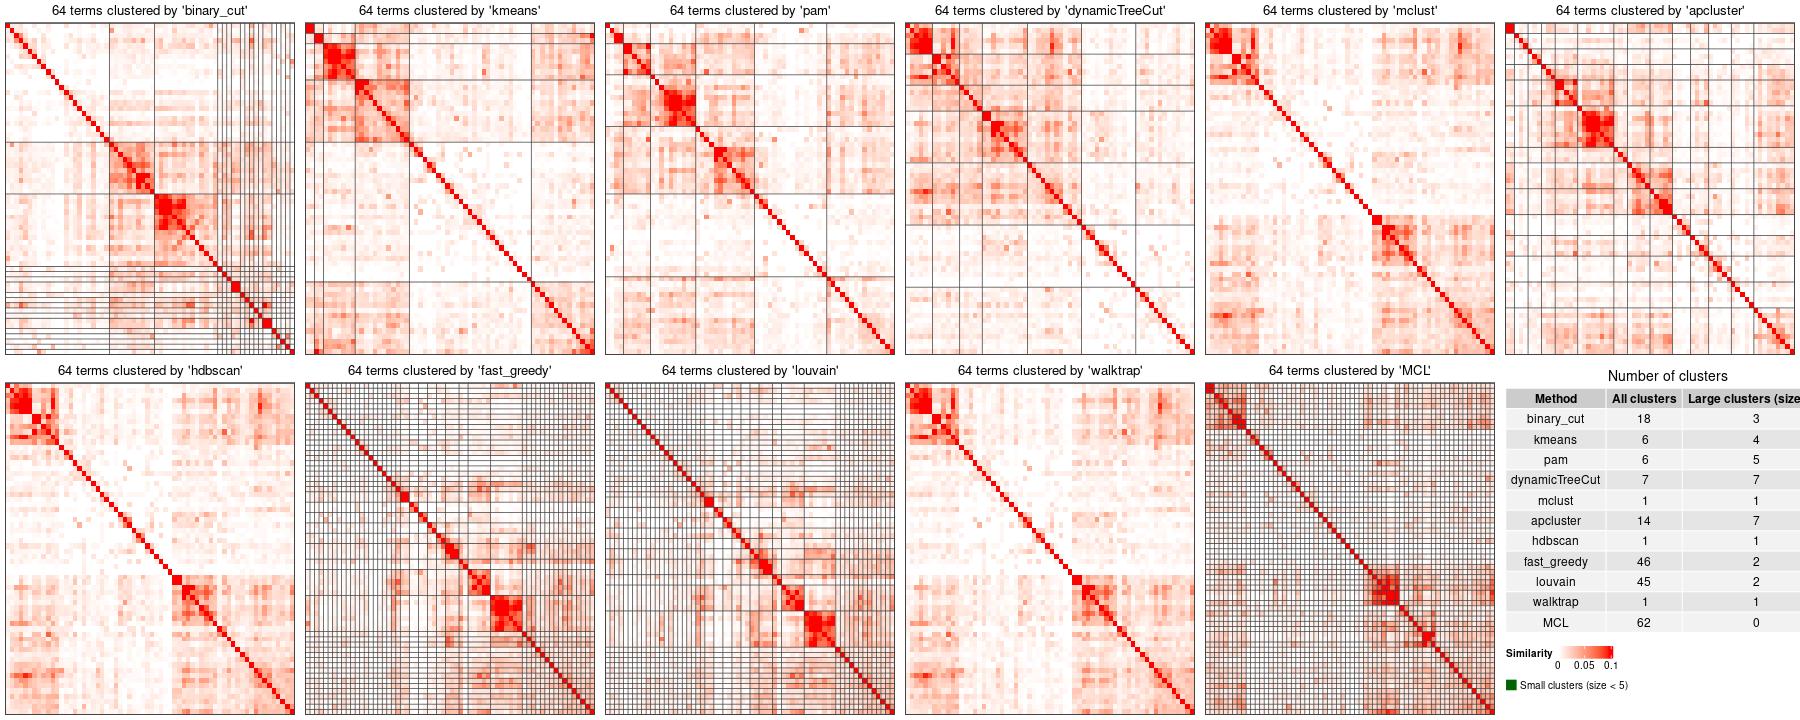 64 terms clustered by 'binary_cut'
64 terms clustered by 'kmeans'
64 terms clustered by 'pam'
64 terms clustered by 'dynamicTreeCut'
64 terms clustered by 'mclust'
64 terms clustered by 'apcluster'
64 terms clustered by 'hdbscan'
64 terms clustered by 'fast_greedy'
64 terms clustered by 'louvain'
64 terms clustered by 'walktrap'
64 terms clustered by 'MCL'
Number of clusters
Method All clusters Large clusters (size
binary_cut 18 3
kmeans 6 4
pam 6 5
dynamicTreeCut 7 7
mclust 1 1
apcluster 14 7
hdbscan 1 1
fast_greedy 46 2
louvain 45 2
walktrap 1 1
MCL 62 0
Similarity
0 0.05 0.1
Small clusters (size < 5)